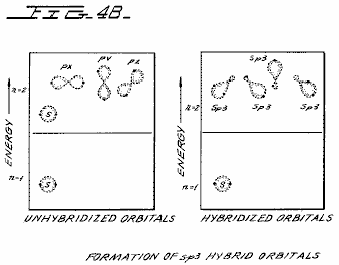 FIG. 4B
px py pz
n=2
S
ENERGY
n=1
S
UNHYBRIDIZED ORBITALS
Sp3
Sp3 Sp3 Sp3
n=2
ENERGY
n=1
S
HYBRIDIZED ORBITALS
FORMATION OF sp3 HYBRID ORBITALS